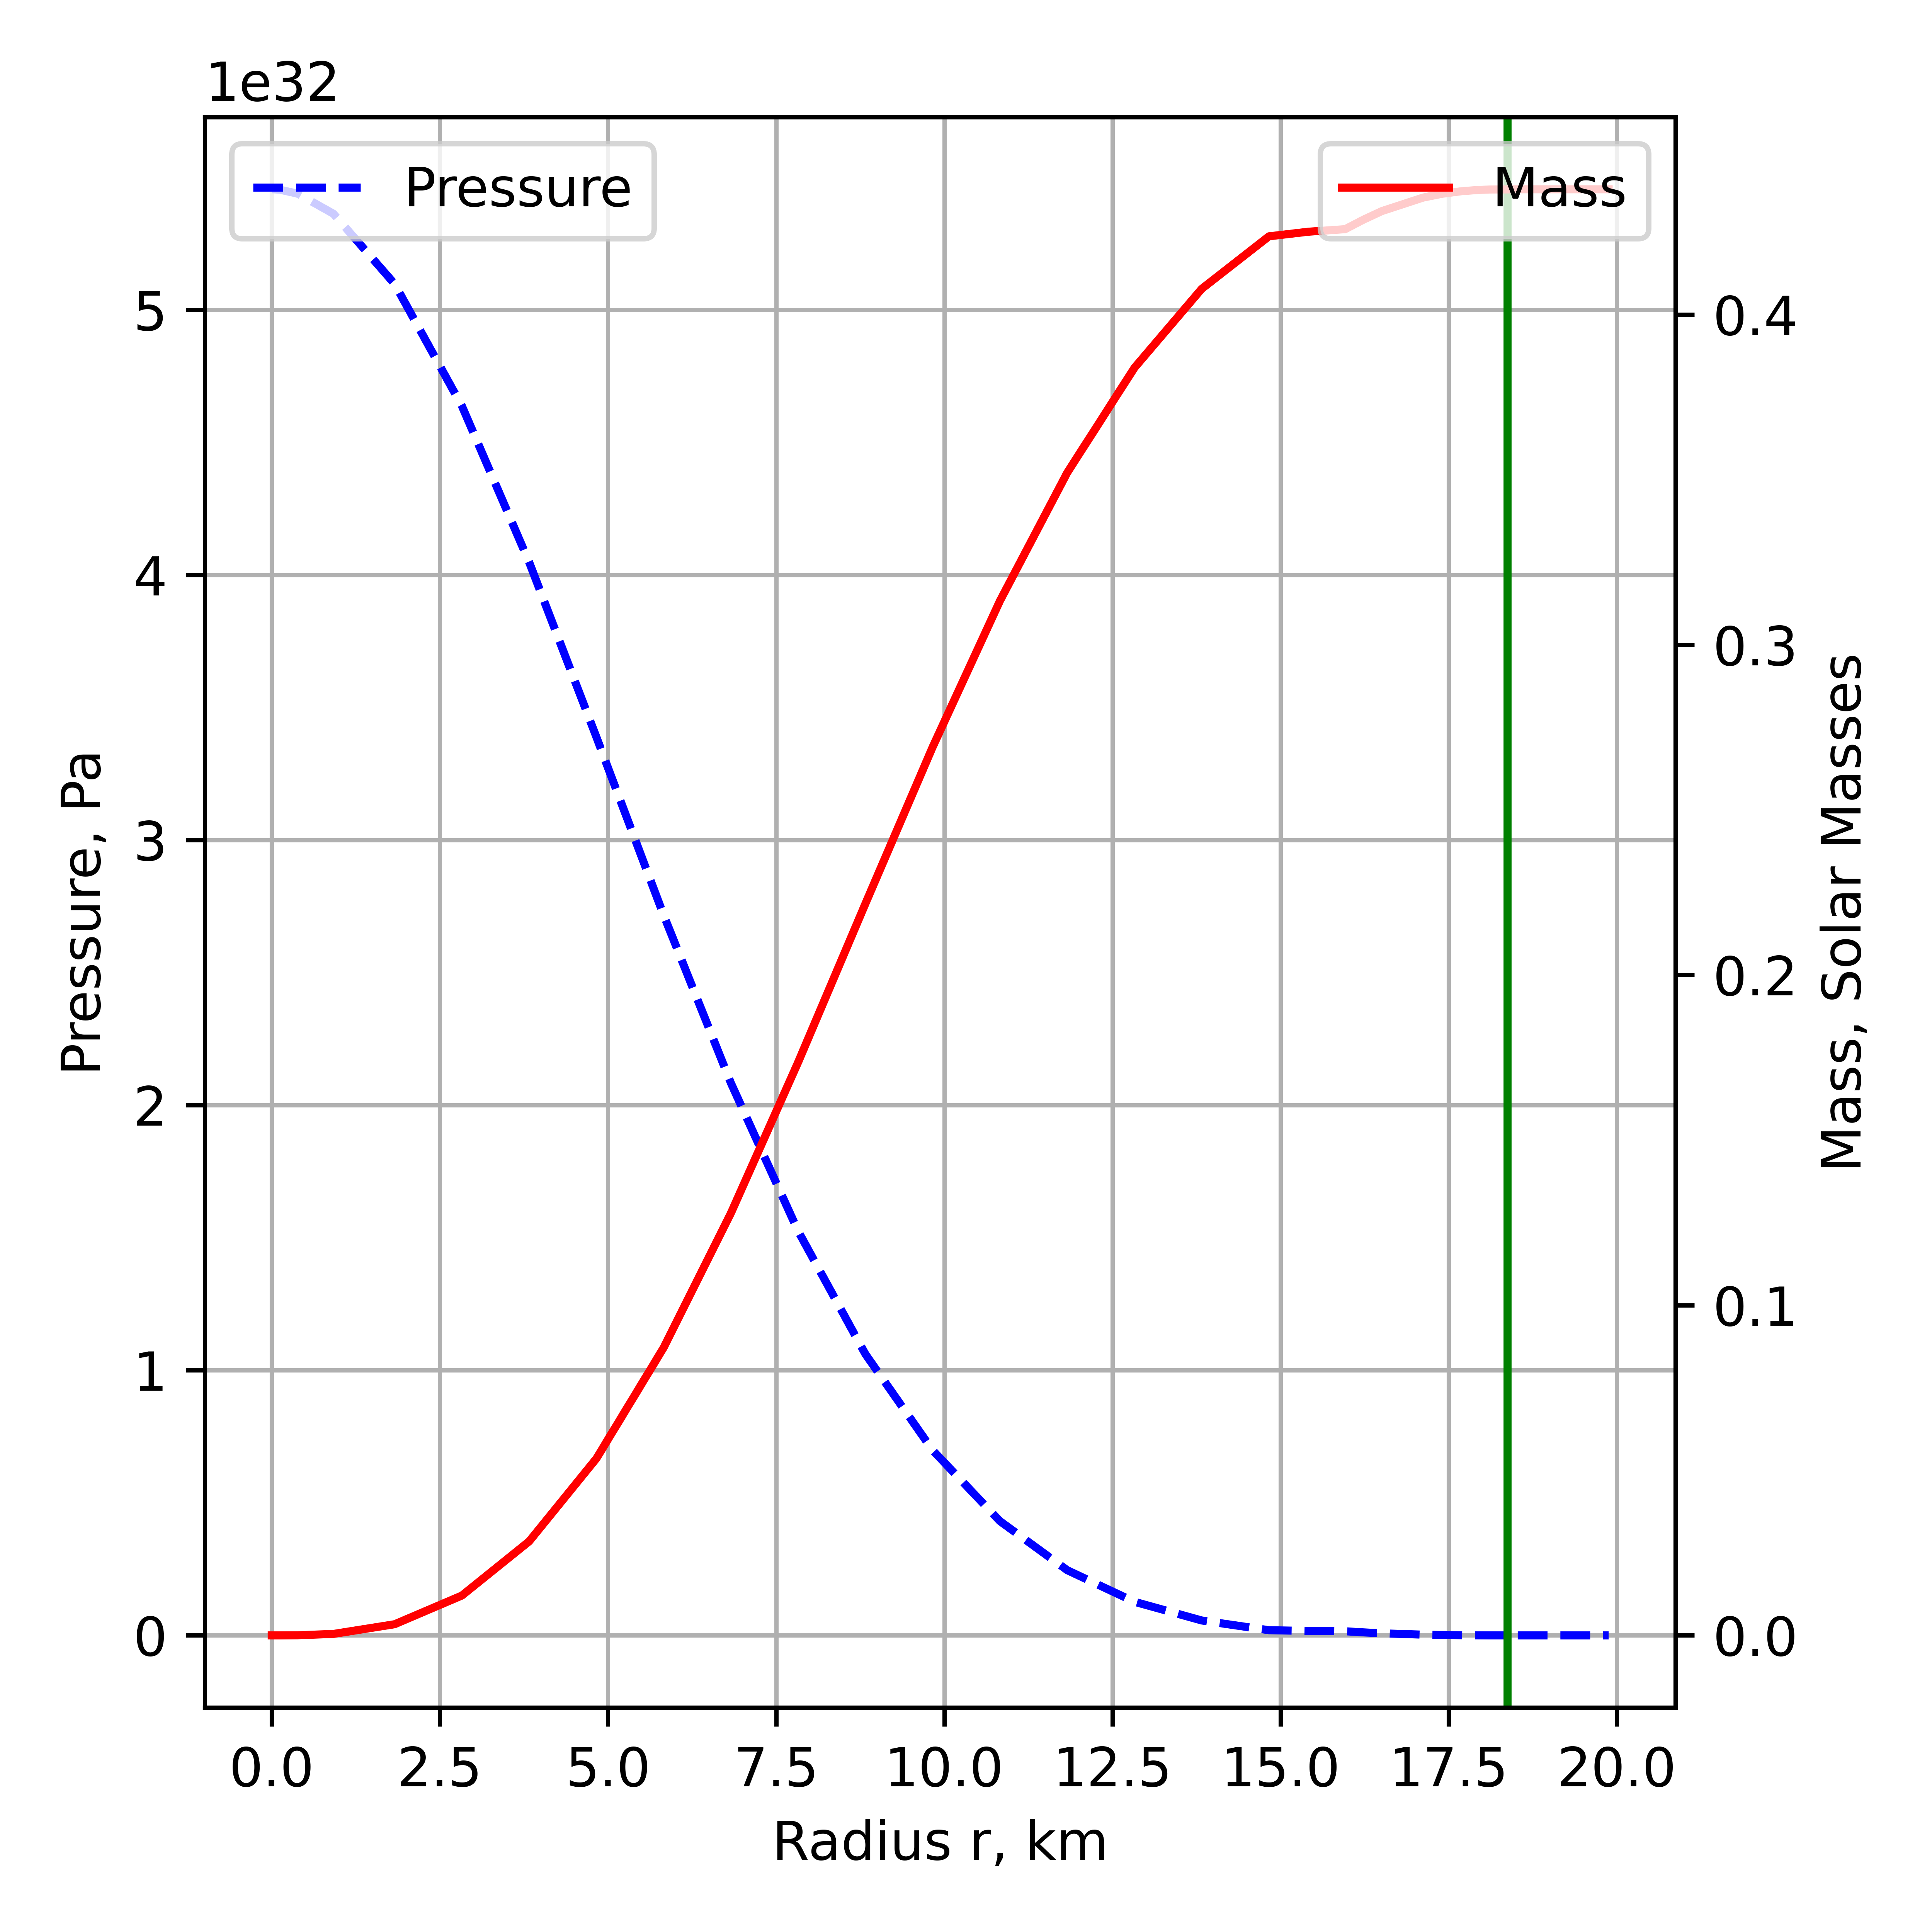 1e32
Pressure
Mass
5
4
3
2
1
0
Pressure, Pa
0.4
0.3
0.2
0.1
0.0
Mass, Solar Masses
0.0 2.5 5.0 7.5 10.0 12.5 15.0 17.5 20.0
Radius r, km